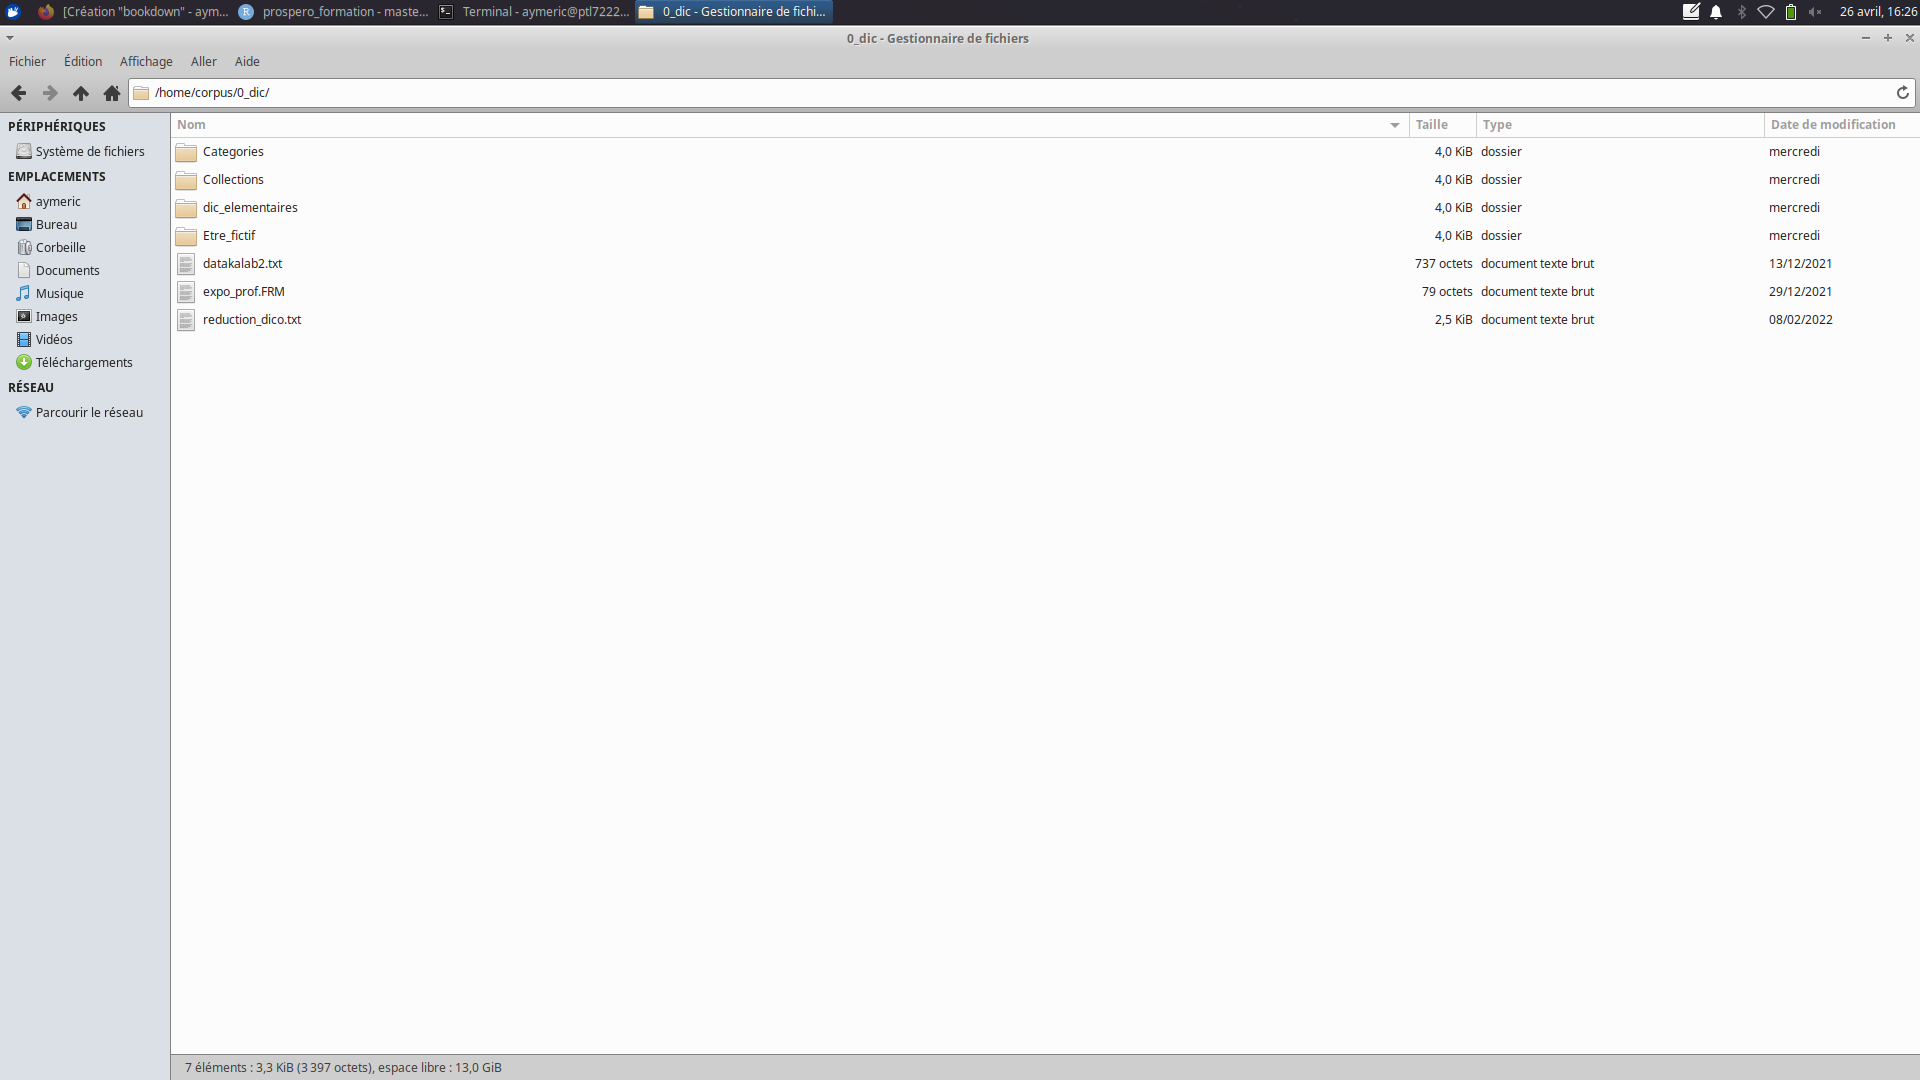 [Création "bookdown" - aym... prospero_formation - maste... Terminal - aymeric@ptl7222... 0_dic - Gestionnaire de fichi... 26 avril, 16:26
0_dic - Gestionnaire de fichiers
Fichier Édition Affichage Aller Aide
/home/corpus/0_dic/
PÉRIPHÉRIQUES
Système de fichiers
EMPLACEMENTS
aymeric
Bureau
Corbeille
Documents
Musique
Images
Vidéos
Téléchargements
RÉSEAU
Parcourir le réseau
Nom Taille Type Date de modification
Categories 4,0 KiB dossier mercredi
Collections 4,0 KiB dossier mercredi
dic_elementaires 4,0 KiB dossier mercredi
Etre_fictif 4,0 KiB dossier mercredi
datakalab2.txt 737 octets document texte brut 13/12/2021
expo_prof.FRM 79 octets document texte brut 29/12/2021
reduction_dico.txt 2,5 KiB document texte brut 08/02/2022
7 éléments : 3,3 KiB (3 397 octets), espace libre : 13,0 GiB